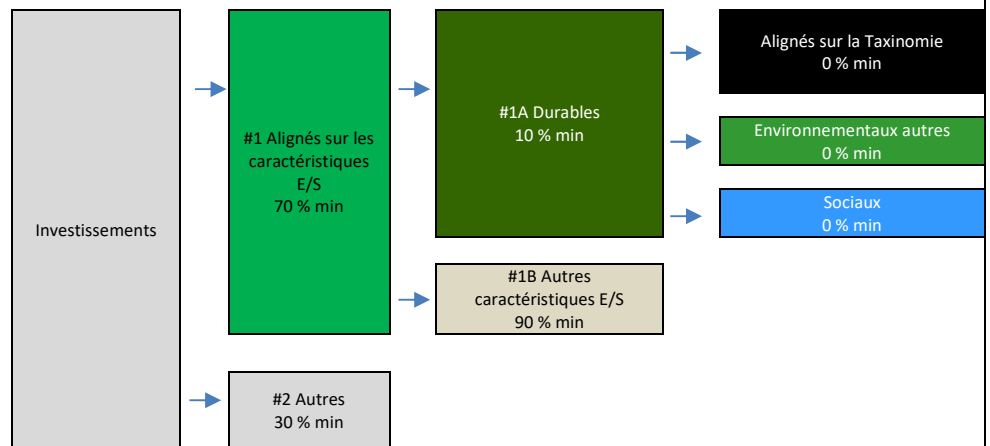 Investissements
#1 Alignés sur les
caractéristiques
E/S
70 % min
#2 Autres
30 % min
#1A Durables
10 % min
#1B Autres
caractéristiques E/S
90 % min
Alignés sur la Taxinomie
0 % min
Environnementaux autres
0 % min
Sociaux
0 % min